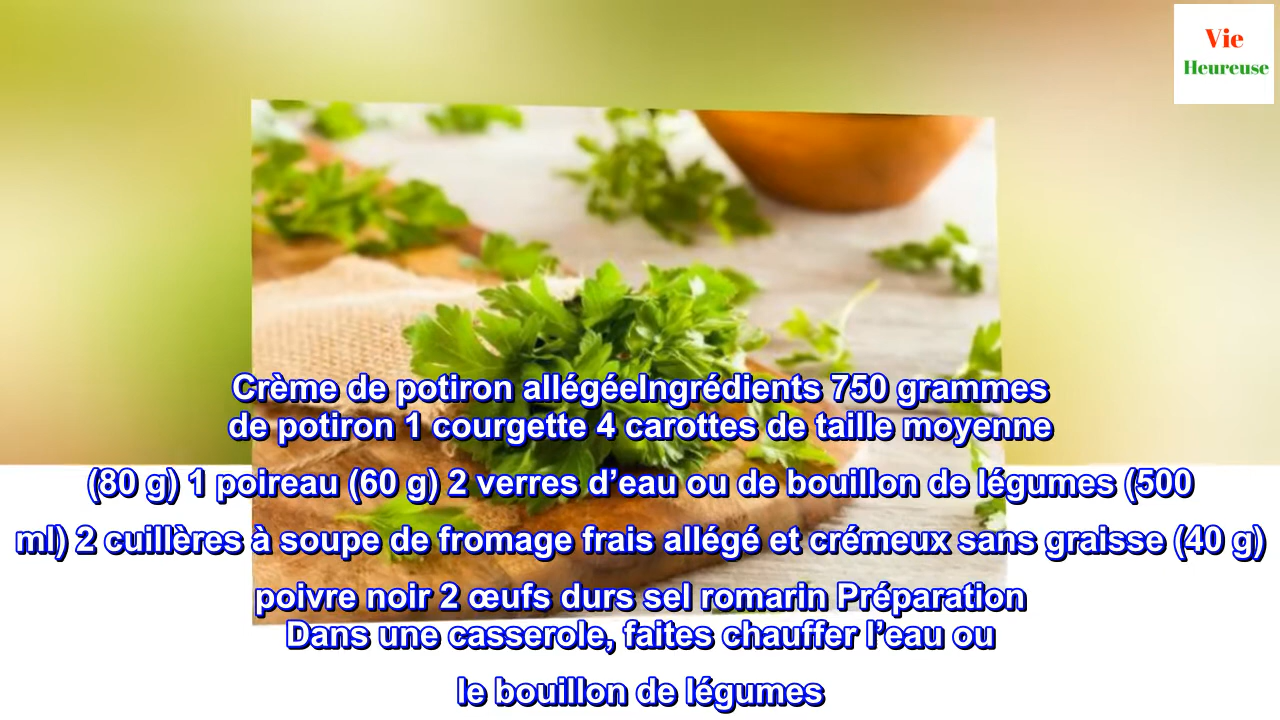 Vie
Heureuse
Crème de potiron allégéeIngrédients 750 grammes
de potiron 1 courgette 4 carottes de taille moyenne
(80 g) 1 poireau (60 g) 2 verres d’eau ou de bouillon de légumes (500
ml) 2 cuillères à soupe de fromage frais allégé et crémeux sans graisse (40 g)
poivre noir 2 œufs durs sel romarin Préparation
Dans une casserole, faites chauffer l’eau ou
le bouillon de légumes